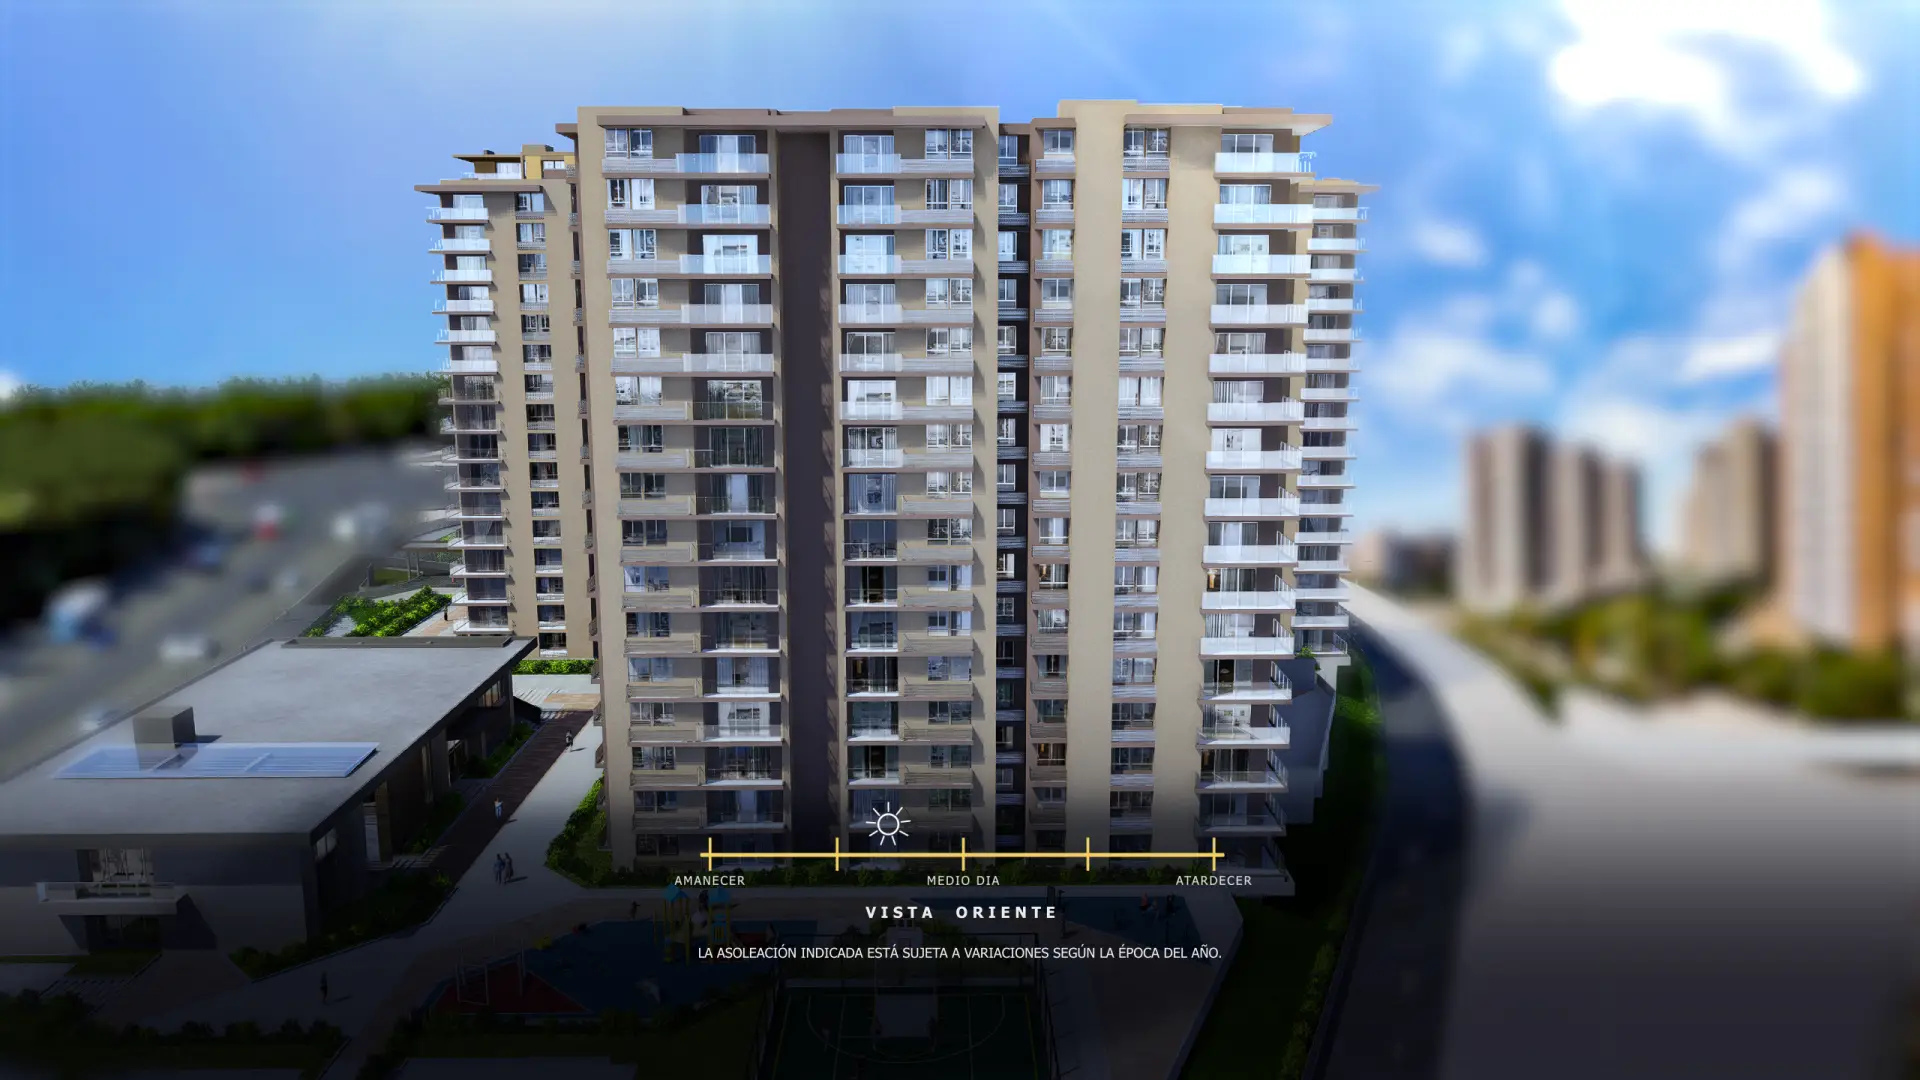 AMANECER MEDIO DIA ATARDECER
VISTA ORIENTE
LA ASOLEACIÓN INDICADA ESTÁ SUJETA A VARIACIONES SEGÚN LA ÉPOCA DEL AÑO.